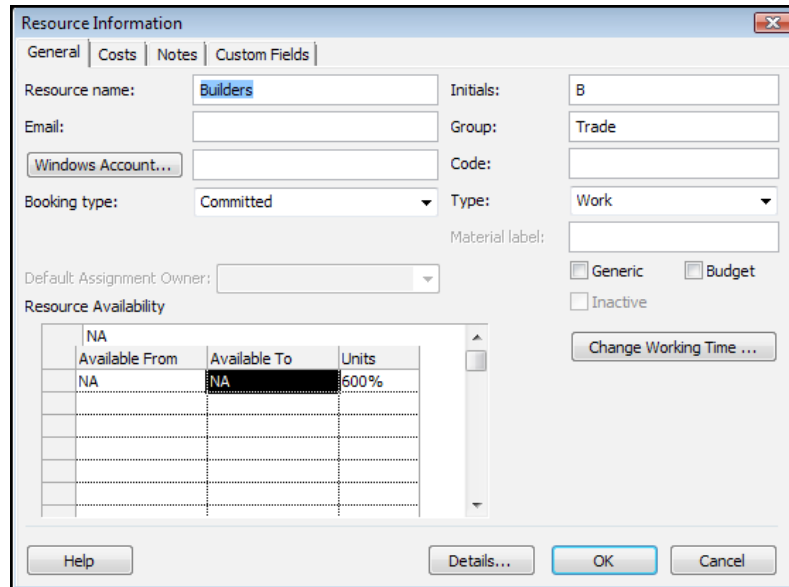 Resource Information
General Costs Notes Custom Fields
Resource name: Builders Initials: B
Email: Group: Trade
Windows Account... Code:
Booking type: Committed Type: Work
Material label:
Default Assignment Owner: Generic Budget
Resource Availability Inactive
NA Change Working Time ...
Available From Available To Units
NA NA 600%
Help Details... OK Cancel